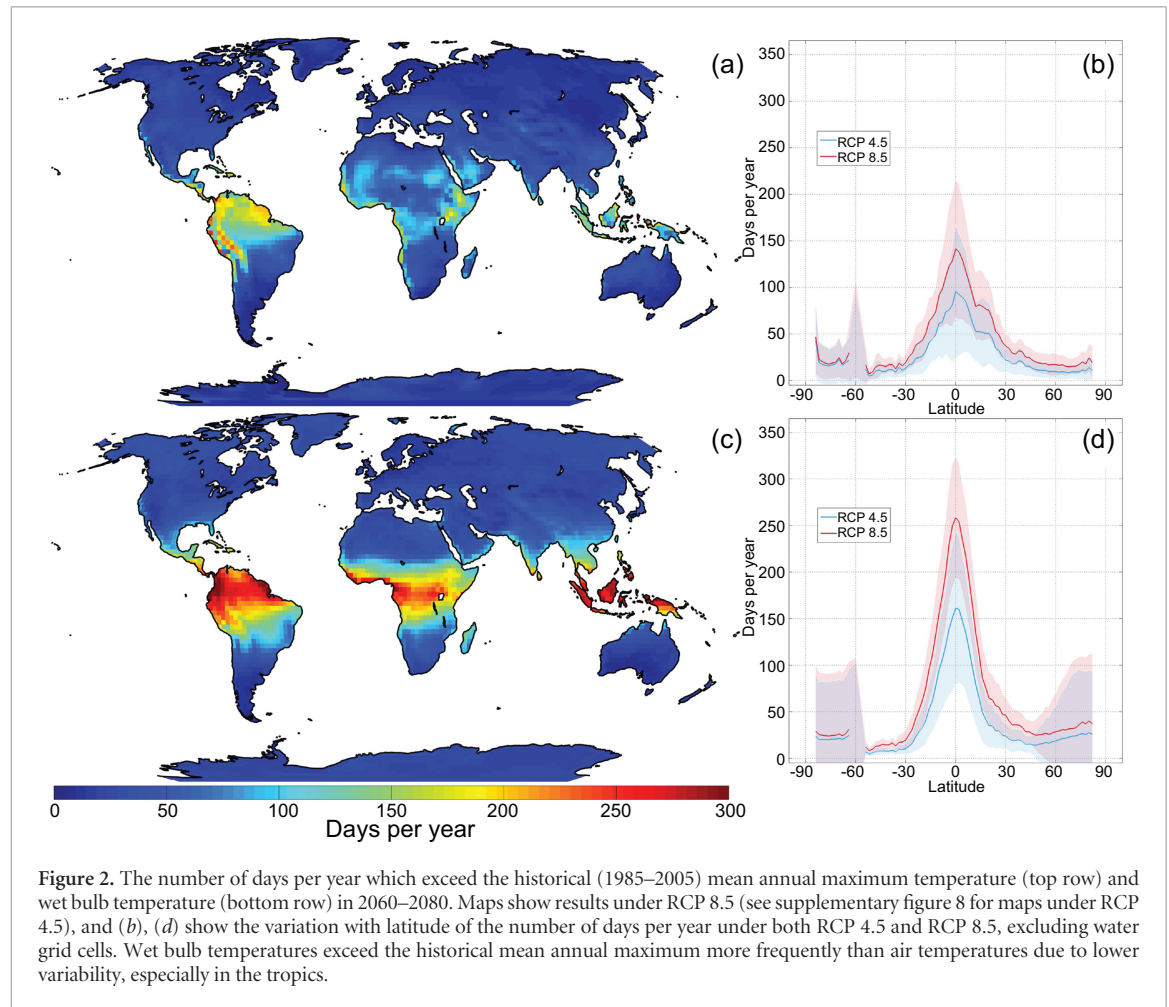 (a)
(b)
350
300
250
200
150
100
50
0
Days per year
RCP 4.5
RCP 8.5
-90 -60 -30 0 30 60 90
Latitude
(c)
(d)
350
300
250
200
150
100
50
0
Days per year
RCP 4.5
RCP 8.5
-90 -60 -30 0 30 60 90
Latitude
0 50 100 150 200 250 300
Days per year
Figure 2. The number of days per year which exceed the historical (1985–2005) mean annual maximum temperature (top row) and
wet bulb temperature (bottom row) in 2060–2080. Maps show results under RCP 8.5 (see supplementary figure 8 for maps under RCP
4.5), and (b), (d) show the variation with latitude of the number of days per year under both RCP 4.5 and RCP 8.5, excluding water
grid cells. Wet bulb temperatures exceed the historical mean annual maximum more frequently than air temperatures due to lower
variability, especially in the tropics.